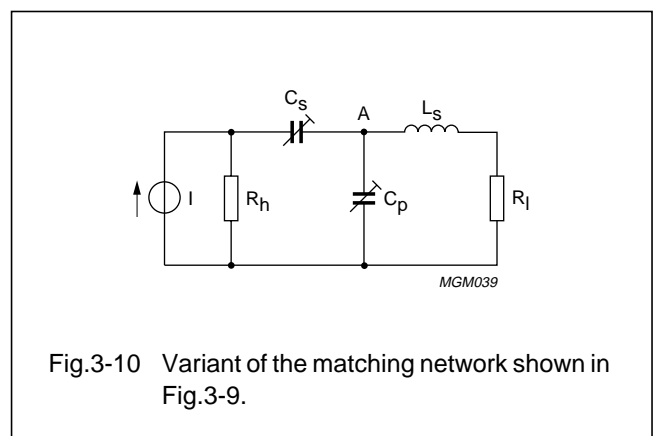 Cs
A
Ls
I
Rh
Cp
Rl
MGM039
Fig.3-10 Variant of the matching network shown in
Fig.3-9.